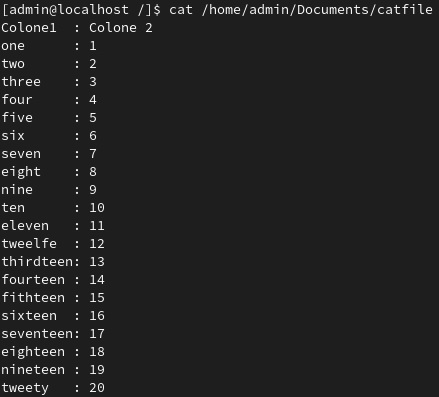 [admin@localhost /]$ cat /home/admin/Documents/catfile
Colone1  : Colone 2
one      : 1
two      : 2
three    : 3
four     : 4
five     : 5
six      : 6
seven    : 7
eight    : 8
nine     : 9
ten      : 10
eleven   : 11
tweelfe  : 12
thirdteen: 13
fourteen : 14
fithteen : 15
sixteen  : 16
seventeen: 17
eighteen : 18
nineteen : 19
tweety   : 20